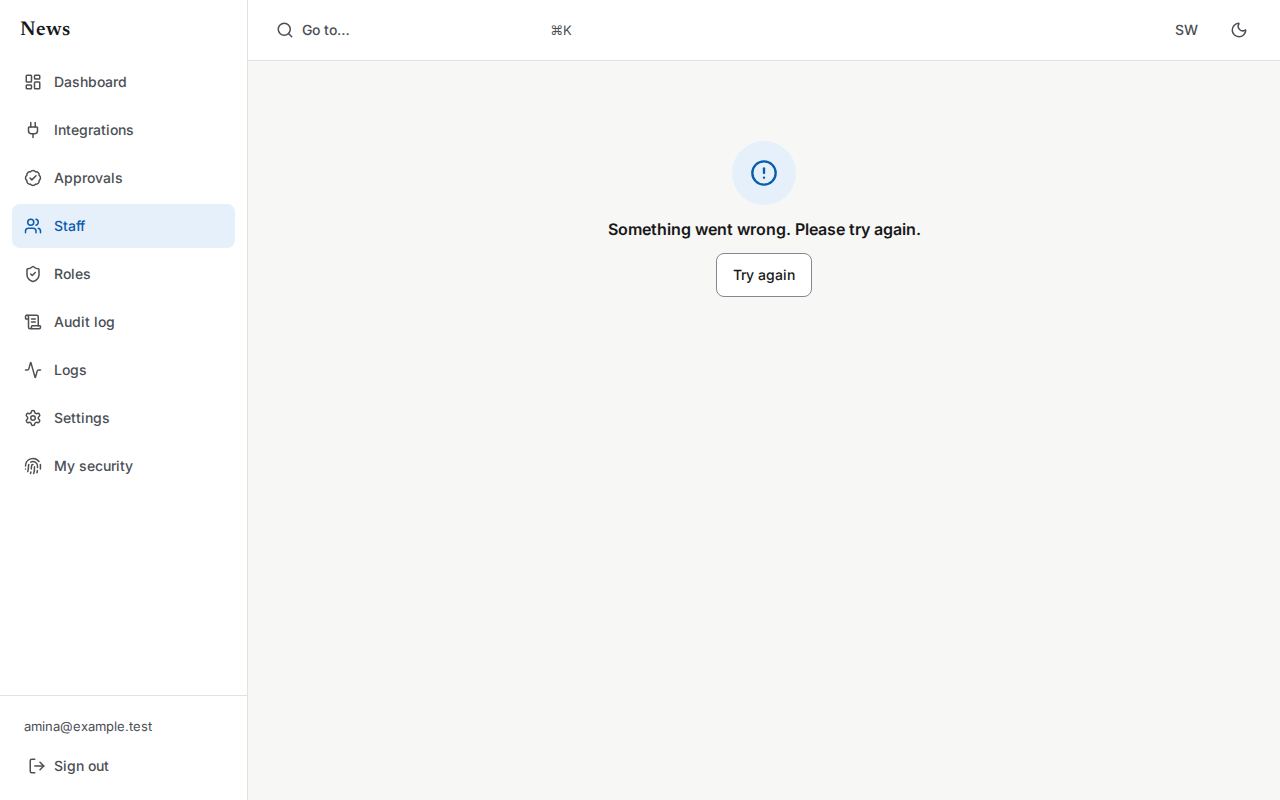 News
Go to...
⌘K
SW
Dashboard
Integrations
Approvals
Staff
Roles
Audit log
Logs
Settings
My security
Something went wrong. Please try again.
Try again
amina@example.test
Sign out